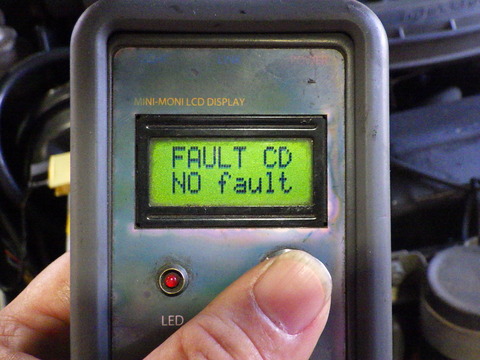 MINI-MONI LCD DISPLAY
FAULT CD
NO fault
LED